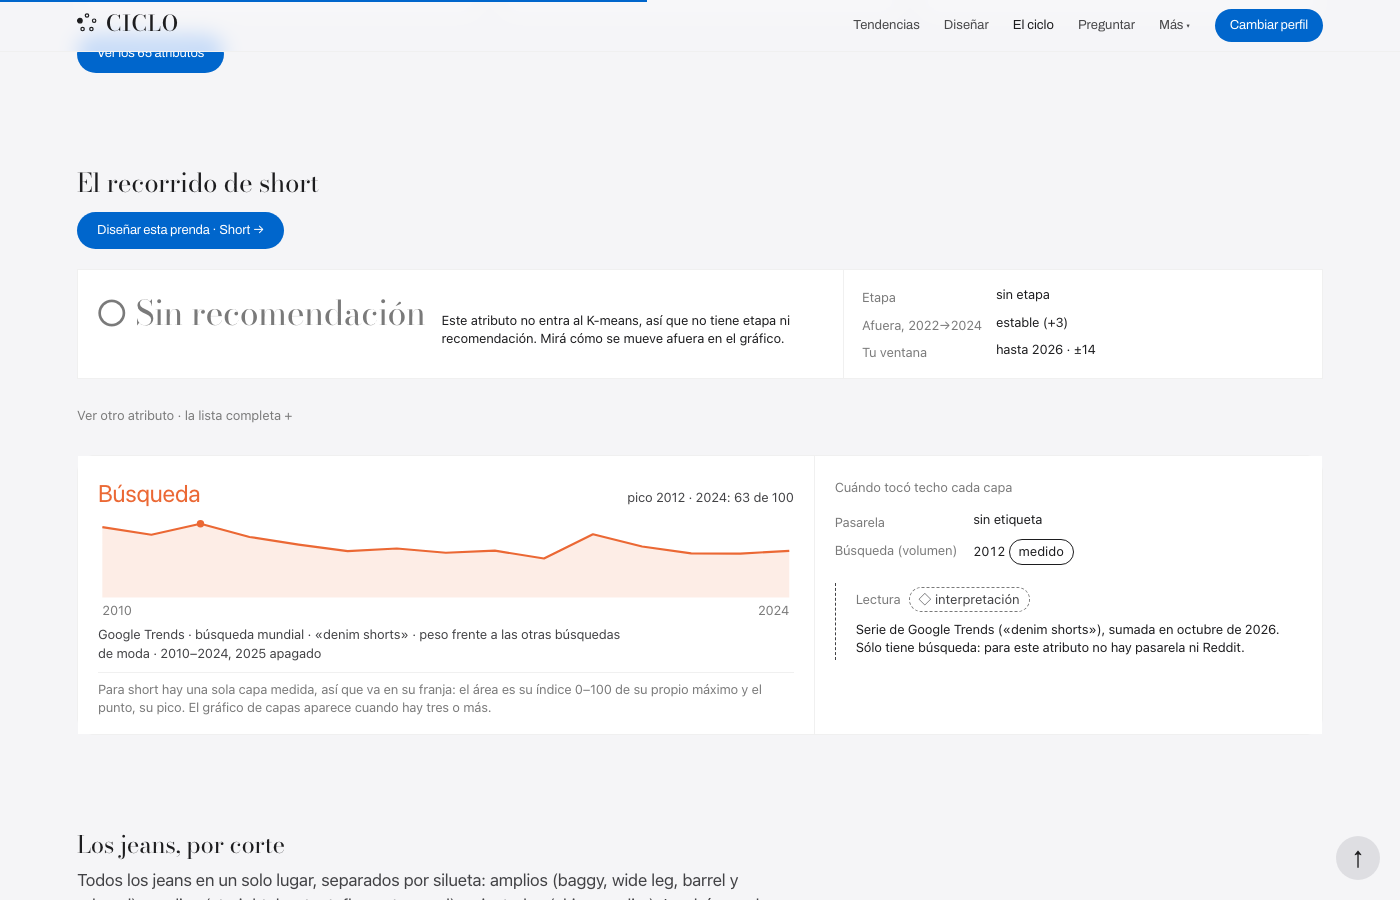 CICLO
Tendencias
Diseñar
El ciclo
Preguntar
Más
Cambiar perfil
Ver los 65 atributos
El recorrido de short
Diseñar esta prenda · Short →
Sin recomendación
Este atributo no entra al K-means, así que no tiene etapa ni
recomendación. Mirá cómo se mueve afuera en el gráfico.
Etapa
sin etapa
Afuera, 2022→2024
estable (+3)
Tu ventana
hasta 2026 · ±14
Ver otro atributo · la lista completa +
Búsqueda
pico 2012 · 2024: 63 de 100
2010
2024
Google Trends · búsqueda mundial · «denim shorts» · peso frente a las otras búsquedas
de moda · 2010–2024, 2025 apagado
Para short hay una sola capa medida, así que va en su franja: el área es su índice 0–100 de su propio máximo y el
punto, su pico. El gráfico de capas aparece cuando hay tres o más.
Cuándo tocó techo cada capa
Pasarela
sin etiqueta
Búsqueda (volumen)
2012 medido
Lectura ◇ interpretación
Serie de Google Trends («denim shorts»), sumada en octubre de 2026.
Sólo tiene búsqueda: para este atributo no hay pasarela ni Reddit.
Los jeans, por corte
Todos los jeans en un solo lugar, separados por silueta: amplios (baggy, wide leg, barrel y
↑